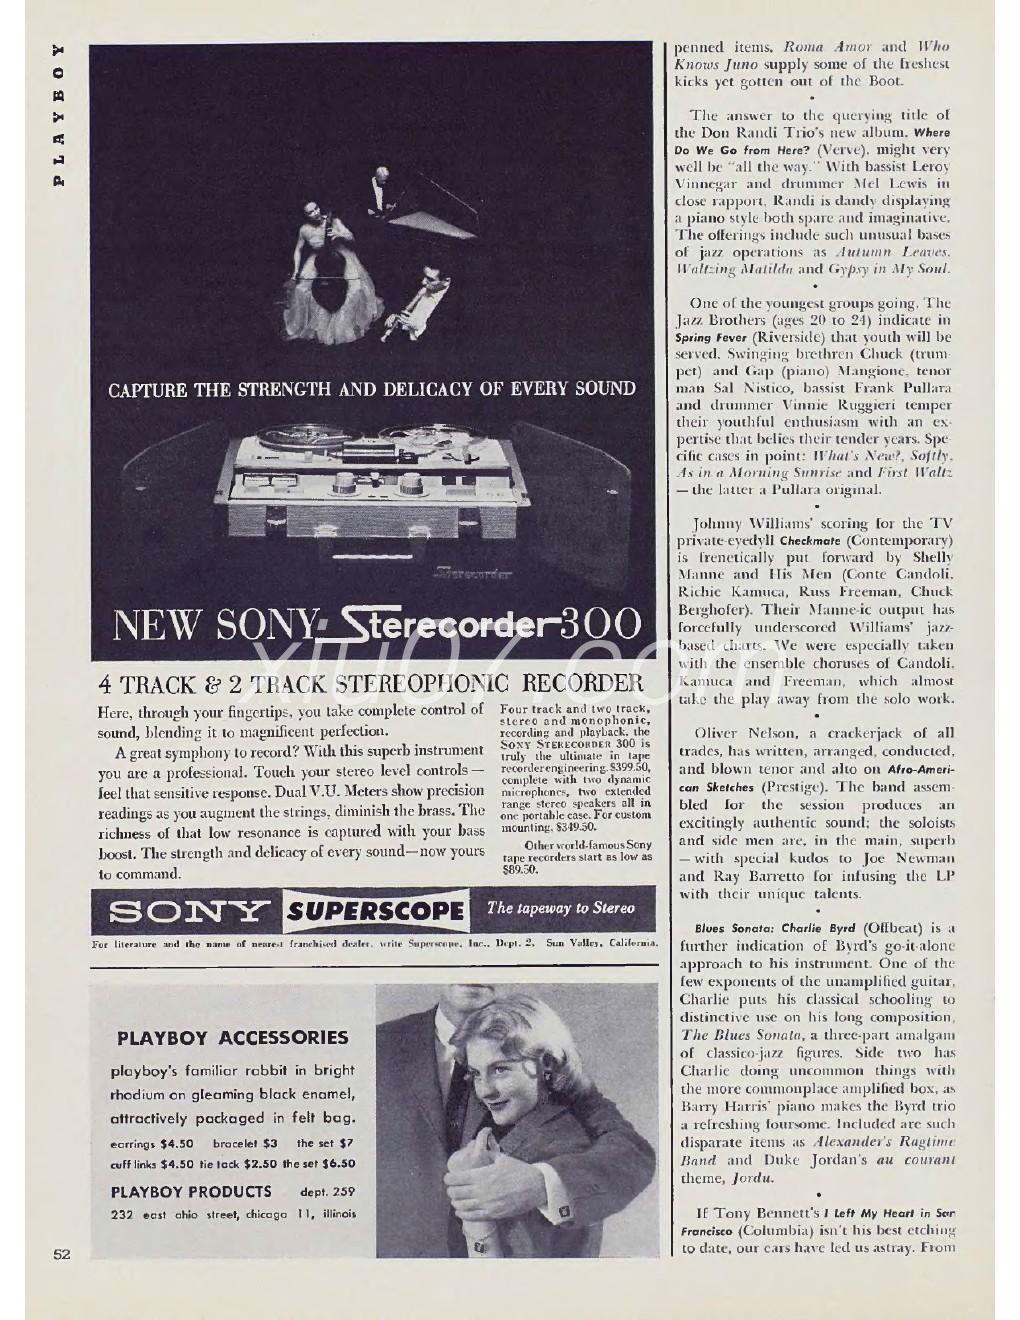 PLAYBOY
CAPTURE THE STRENGTH AND DELICACY OF EVERY SOUND
Stereorder
NEW SONY Sterecorder 300
4 TRACK & 2 TRACK STEREOPHONIC RECORDER
Here, through your fingertips, you take complete control of
sound, blending it to magnificent perfection.
A great symphony to record? With this superb instrument
you are a professional. Touch your stereo level controls —
feel that sensitive response. Dual V.U. Meters show precision
readings as you augment the strings, diminish the brass. The
richness of that low resonance is captured with your bass
boost. The strength and delicacy of every sound—now yours
to command.
Four track and two track,
stereo and monophonic,
recording and playback, the
SONY STERECORDER 300 is
truly the ultimate in tape
recorder engineering. $399.50,
complete with two dynamic
microphones, two extended
range stereo speakers all in
one portable case. For custom
mounting, $349.50.
Other world-famous Sony
tape recorders start as low as
$89.50.
SONY SUPERSCOPE The tapeway to Stereo
For literature and the name of nearest franchised dealer, write Superscope, Inc., Dept. 2, Sun Valley, California.
PLAYBOY ACCESSORIES
playboy's familiar rabbit in bright
rhodium on gleaming black enamel,
attractively packaged in felt bag.
earrings $4.50 bracelet $3 the set $7
cuff links $4.50 tie tack $2.50 the set $6.50
PLAYBOY PRODUCTS dept. 259
232 east ohio street, chicago 11, illinois
52
penned items, Roma Amor and Who
Knows Juno supply some of the freshest
kicks yet gotten out of the Boot.
•
The answer to the querying title of
the Don Randi Trio's new album, Where
Do We Go from Here? (Verve), might very
well be "all the way." With bassist Leroy
Vinnegar and drummer Mel Lewis in
close rapport, Randi is dandy displaying
a piano style both spare and imaginative.
The offerings include such unusual bases
of jazz operations as Autumn Leaves,
Waltzing Matilda and Gypsy in My Soul.
•
One of the youngest groups going, The
Jazz Brothers (ages 20 to 24) indicate in
Spring Fever (Riverside) that youth will be
served. Swinging brethren Chuck (trum-
pet) and Gap (piano) Mangione, tenor
man Sal Nistico, bassist Frank Pullara
and drummer Vinnie Ruggieri temper
their youthful enthusiasm with an ex-
pertise that belies their tender years. Spe-
cific cases in point: What's New?, Softly,
As in a Morning Sunrise and First Waltz
— the latter a Pullara original.
•
Johnny Williams' scoring for the TV
private-eyedyll Checkmate (Contemporary)
is frenetically put forward by Shelly
Manne and His Men (Conte Candoli,
Richie Kamuca, Russ Freeman, Chuck
Berghofer). Their Manne-ic output has
forcefully underscored Williams' jazz-
based charts. We were especially taken
with the ensemble choruses of Candoli,
Kamuca and Freeman, which almost
take the play away from the solo work.
•
Oliver Nelson, a crackerjack of all
trades, has written, arranged, conducted,
and blown tenor and alto on Afro-Ameri-
can Sketches (Prestige). The band assem-
bled for the session produces an
excitingly authentic sound; the soloists
and side men are, in the main, superb
— with special kudos to Joe Newman
and Ray Barretto for infusing the LP
with their unique talents.
•
Blues Sonata: Charlie Byrd (Offbeat) is a
further indication of Byrd's go-it-alone
approach to his instrument. One of the
few exponents of the unamplified guitar,
Charlie puts his classical schooling to
distinctive use on his long composition,
The Blues Sonata, a three-part amalgam
of classico-jazz figures. Side two has
Charlie doing uncommon things with
the more commonplace amplified box, as
Barry Harris' piano makes the Byrd trio
a refreshing foursome. Included are such
disparate items as Alexander's Ragtime
Band and Duke Jordan's au courant
theme, Jordu.
•
If Tony Bennett's I Left My Heart in San
Francisco (Columbia) isn't his best etching
to date, our ears have led us astray. From